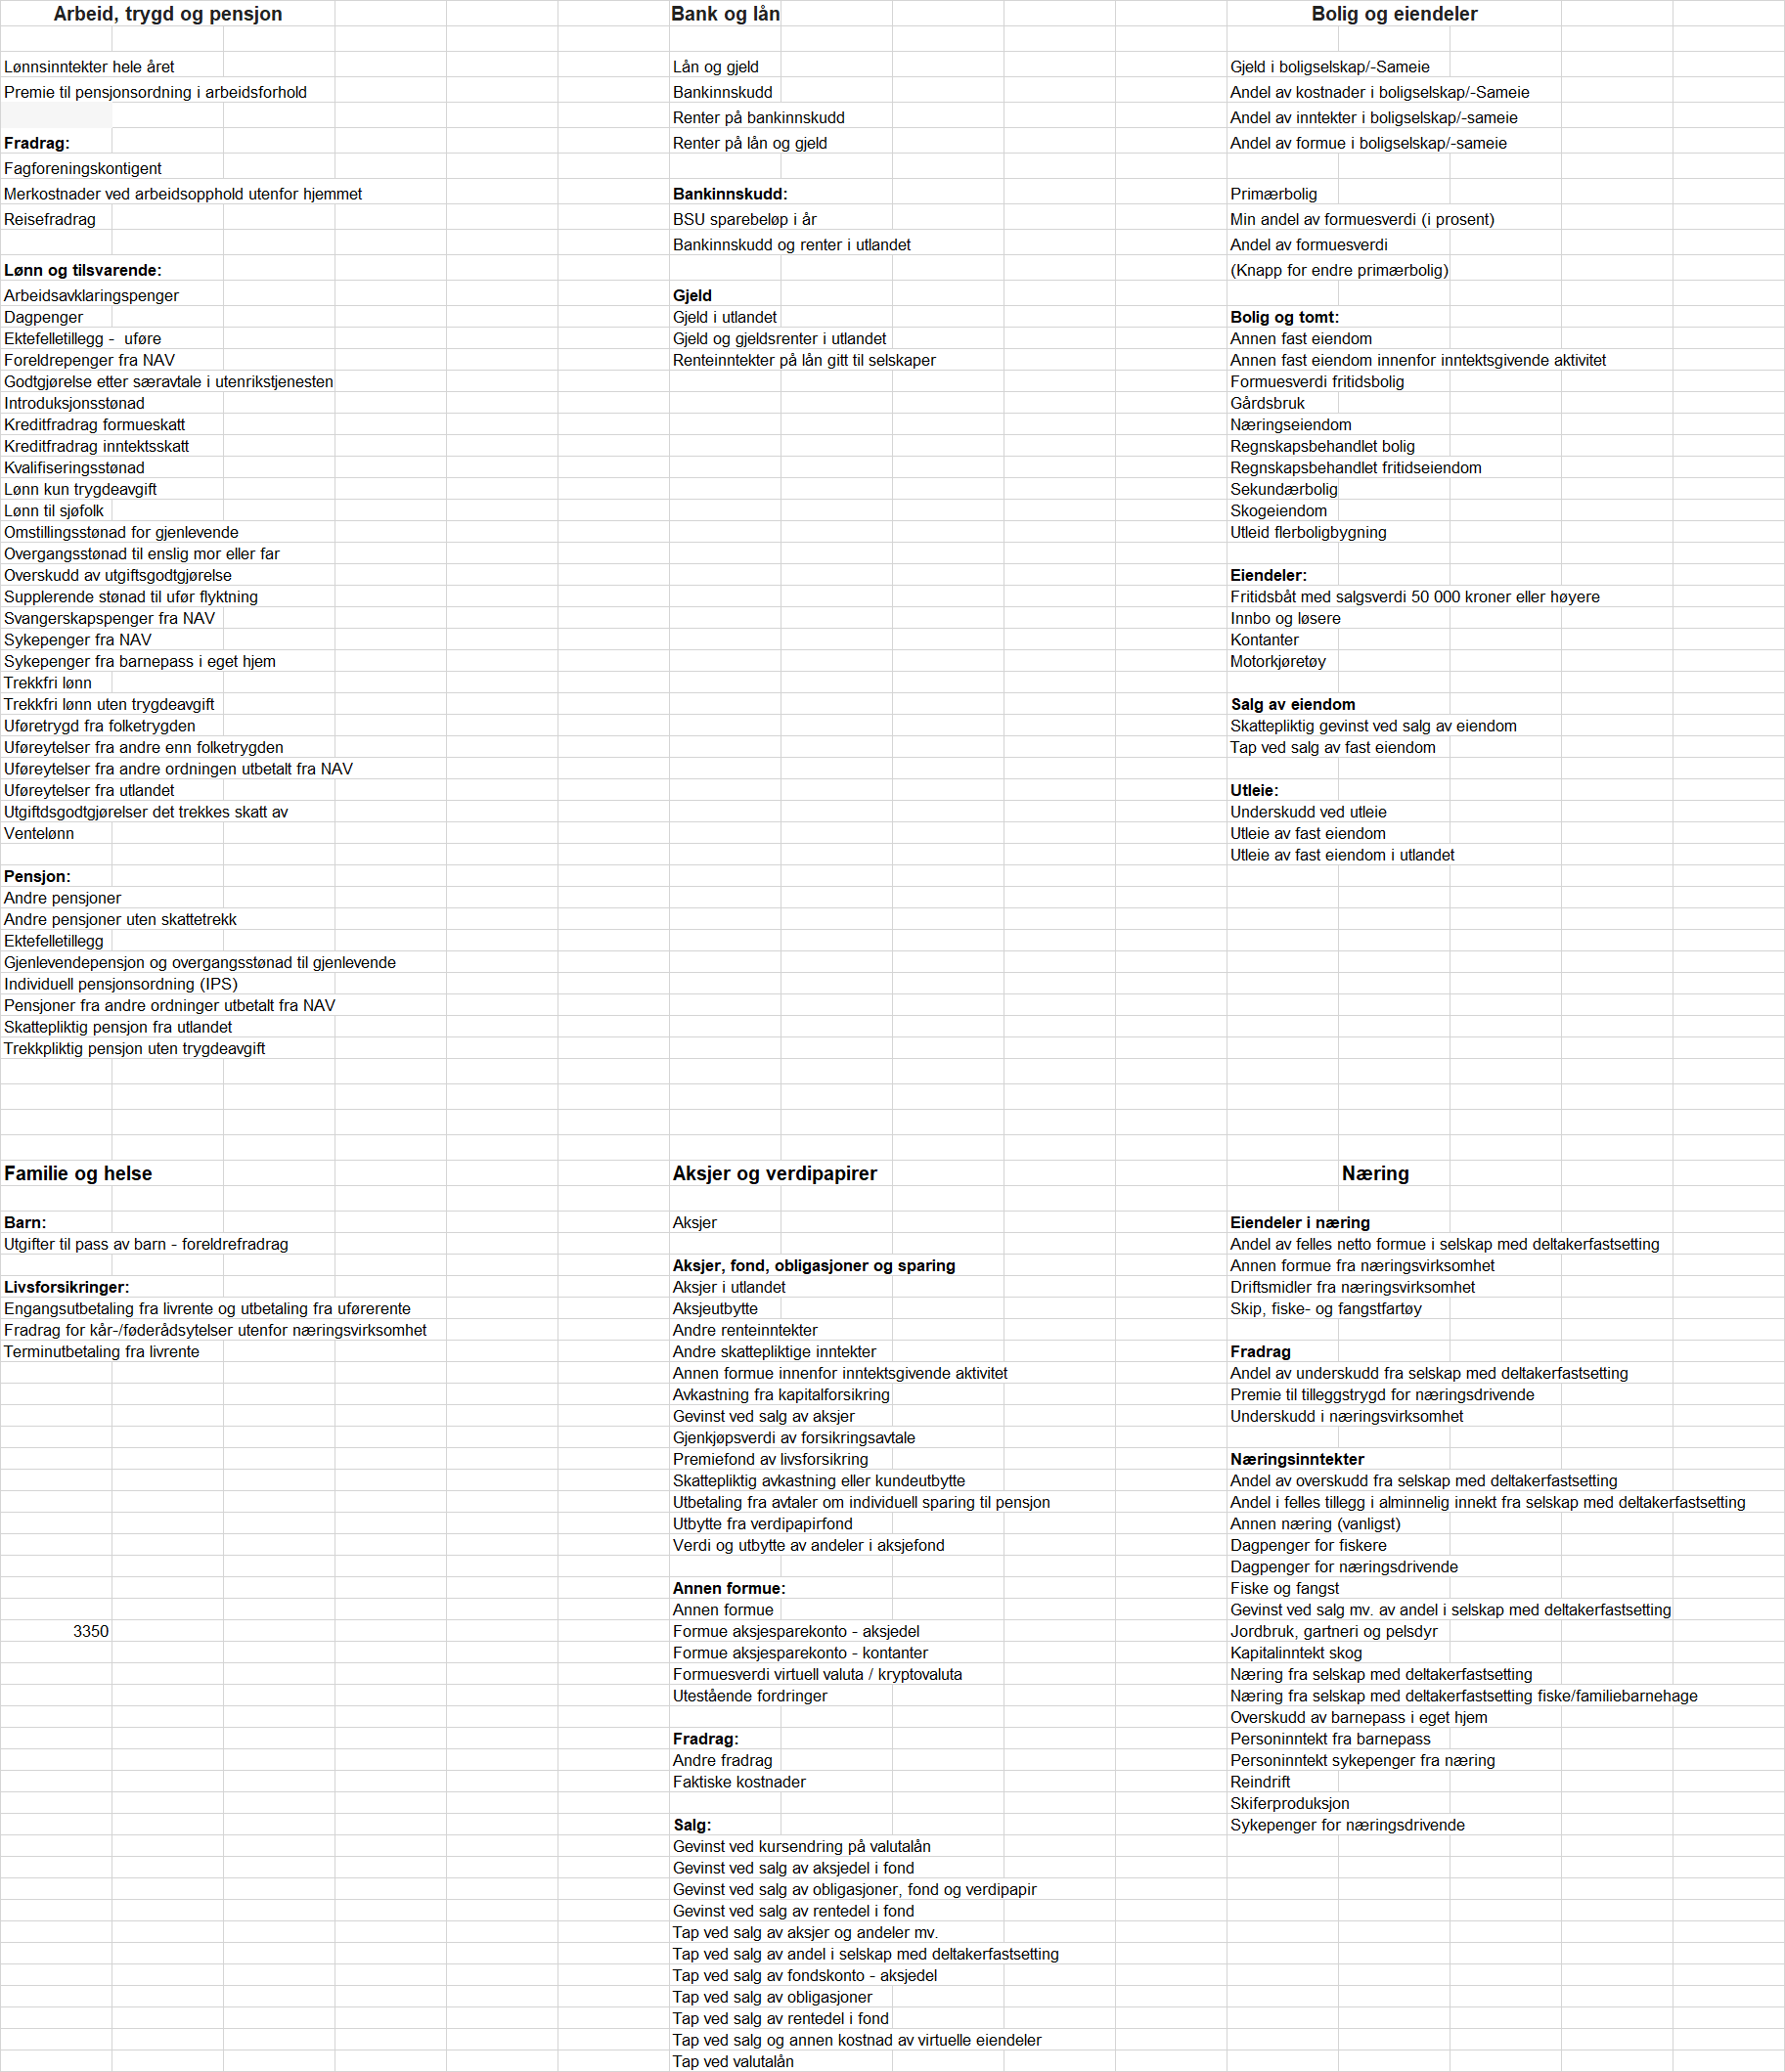 Arbeid, trygd og pensjon
Lønnsinntekter hele året
Premie til pensjonsordning i arbeidsforhold
Fradrag:
Fagforeningskontigent
Merkostnader ved arbeidsopphold utenfor hjemmet
Reisefradrag
Lønn og tilsvarende:
Arbeidsavklaringspenger
Dagpenger
Ektefelletillegg -  uføre
Foreldrepenger fra NAV
Godtgjørelse etter særavtale i utenrikstjenesten
Introduksjonsstønad
Kreditfradrag formueskatt
Kreditfradrag inntektsskatt
Kvalifiseringsstønad
Lønn kun trygdeavgift
Lønn til sjøfolk
Omstillingsstønad for gjenlevende
Overgangsstønad til enslig mor eller far
Overskudd av utgiftsgodtgjørelse
Supplerende stønad til ufør flyktning
Svangerskapspenger fra NAV
Sykepenger fra NAV
Sykepenger fra barnepass i eget hjem
Trekkfri lønn
Trekkfri lønn uten trygdeavgift
Uføretrygd fra folketrygden
Uføreytelser fra andre enn folketrygden
Uføreytelser fra andre ordningen utbetalt fra NAV
Uføreytelser fra utlandet
Utgiftdsgodtgjørelser det trekkes skatt av
Ventelønn
Pensjon:
Andre pensjoner
Andre pensjoner uten skattetrekk
Ektefelletillegg
Gjenlevendepensjon og overgangsstønad til gjenlevende
Individuell pensjonsordning (IPS)
Pensjoner fra andre ordninger utbetalt fra NAV
Skattepliktig pensjon fra utlandet
Trekkpliktig pensjon uten trygdeavgift
Bank og lån
Lån og gjeld
Bankinnskudd
Renter på bankinnskudd
Renter på lån og gjeld
Bankinnskudd:
BSU sparebeløp i år
Bankinnskudd og renter i utlandet
Gjeld
Gjeld i utlandet
Gjeld og gjeldsrenter i utlandet
Renteinntekter på lån gitt til selskaper
Bolig og eiendeler
Gjeld i boligselskap/-Sameie
Andel av kostnader i boligselskap/-Sameie
Andel av inntekter i boligselskap/-sameie
Andel av formue i boligselskap/-sameie
Primærbolig
Min andel av formuesverdi (i prosent)
Andel av formuesverdi
(Knapp for endre primærbolig)
Bolig og tomt:
Annen fast eiendom
Annen fast eiendom innenfor inntektsgivende aktivitet
Formuesverdi fritidsbolig
Gårdsbruk
Næringseiendom
Regnskapsbehandlet bolig
Regnskapsbehandlet fritidseiendom
Sekundærbolig
Skogeiendom
Utleid flerboligbygning
Eiendeler:
Fritidsbåt med salgsverdi 50 000 kroner eller høyere
Innbo og løsere
Kontanter
Motorkjøretøy
Salg av eiendom
Skattepliktig gevinst ved salg av eiendom
Tap ved salg av fast eiendom
Utleie:
Underskudd ved utleie
Utleie av fast eiendom
Utleie av fast eiendom i utlandet
Familie og helse
Barn:
Utgifter til pass av barn - foreldrefradrag
Livsforsikringer:
Engangsutbetaling fra livrente og utbetaling fra uførerente
Fradrag for kår-/føderådsytelser utenfor næringsvirksomhet
Terminutbetaling fra livrente
3350
Aksjer og verdipapirer
Aksjer
Aksjer, fond, obligasjoner og sparing
Aksjer i utlandet
Aksjeutbytte
Andre renteinntekter
Andre skattepliktige inntekter
Annen formue innenfor inntektsgivende aktivitet
Avkastning fra kapitalforsikring
Gevinst ved salg av aksjer
Gjenkjøpsverdi av forsikringsavtale
Premiefond av livsforsikring
Skattepliktig avkastning eller kundeutbytte
Utbetaling fra avtaler om individuell sparing til pensjon
Utbytte fra verdipapirfond
Verdi og utbytte av andeler i aksjefond
Annen formue:
Annen formue
Formue aksjesparekonto - aksjedel
Formue aksjesparekonto - kontanter
Formuesverdi virtuell valuta / kryptovaluta
Utestående fordringer
Fradrag:
Andre fradrag
Faktiske kostnader
Salg:
Gevinst ved kursendring på valutalån
Gevinst ved salg av aksjedel i fond
Gevinst ved salg av obligasjoner, fond og verdipapir
Gevinst ved salg av rentedel i fond
Tap ved salg av aksjer og andeler mv.
Tap ved salg av andel i selskap med deltakerfastsetting
Tap ved salg av fondskonto - aksjedel
Tap ved salg av obligasjoner
Tap ved salg av rentedel i fond
Tap ved salg og annen kostnad av virtuelle eiendeler
Tap ved valutalån
Næring
Eiendeler i næring
Andel av felles netto formue i selskap med deltakerfastsetting
Annen formue fra næringsvirksomhet
Driftsmidler fra næringsvirksomhet
Skip, fiske- og fangstfartøy
Fradrag
Andel av underskudd fra selskap med deltakerfastsetting
Premie til tilleggstrygd for næringsdrivende
Underskudd i næringsvirksomhet
Næringsinntekter
Andel av overskudd fra selskap med deltakerfastsetting
Andel i felles tillegg i alminnelig innekt fra selskap med deltakerfastsetting
Annen næring (vanligst)
Dagpenger for fiskere
Dagpenger for næringsdrivende
Fiske og fangst
Gevinst ved salg mv. av andel i selskap med deltakerfastsetting
Jordbruk, gartneri og pelsdyr
Kapitalinntekt skog
Næring fra selskap med deltakerfastsetting
Næring fra selskap med deltakerfastsetting fiske/familiebarnehage
Overskudd av barnepass i eget hjem
Personinntekt fra barnepass
Personinntekt sykepenger fra næring
Reindrift
Skiferproduksjon
Sykepenger for næringsdrivende